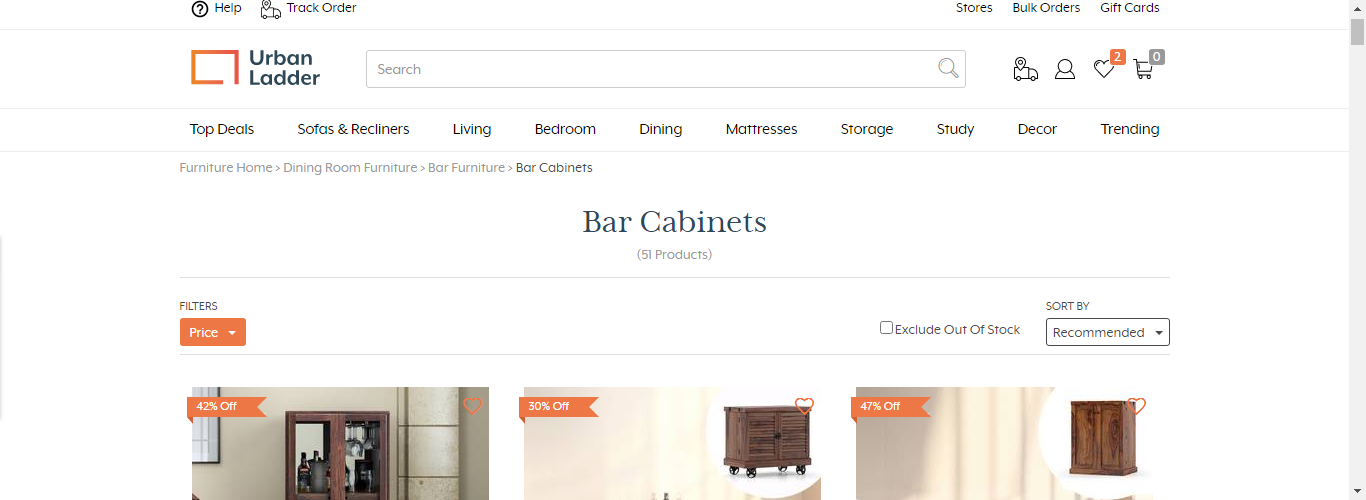 Help Track Order Stores Bulk Orders Gift Cards
Urban
Ladder
Search
2
0
Top Deals Sofas & Recliners Living Bedroom Dining Mattresses Storage Study Decor Trending
Furniture Home > Dining Room Furniture > Bar Furniture > Bar Cabinets
Bar Cabinets
(51 Products)
FILTERS
SORT BY
Price
Exclude Out Of Stock
Recommended
42% Off
30% Off
47% Off